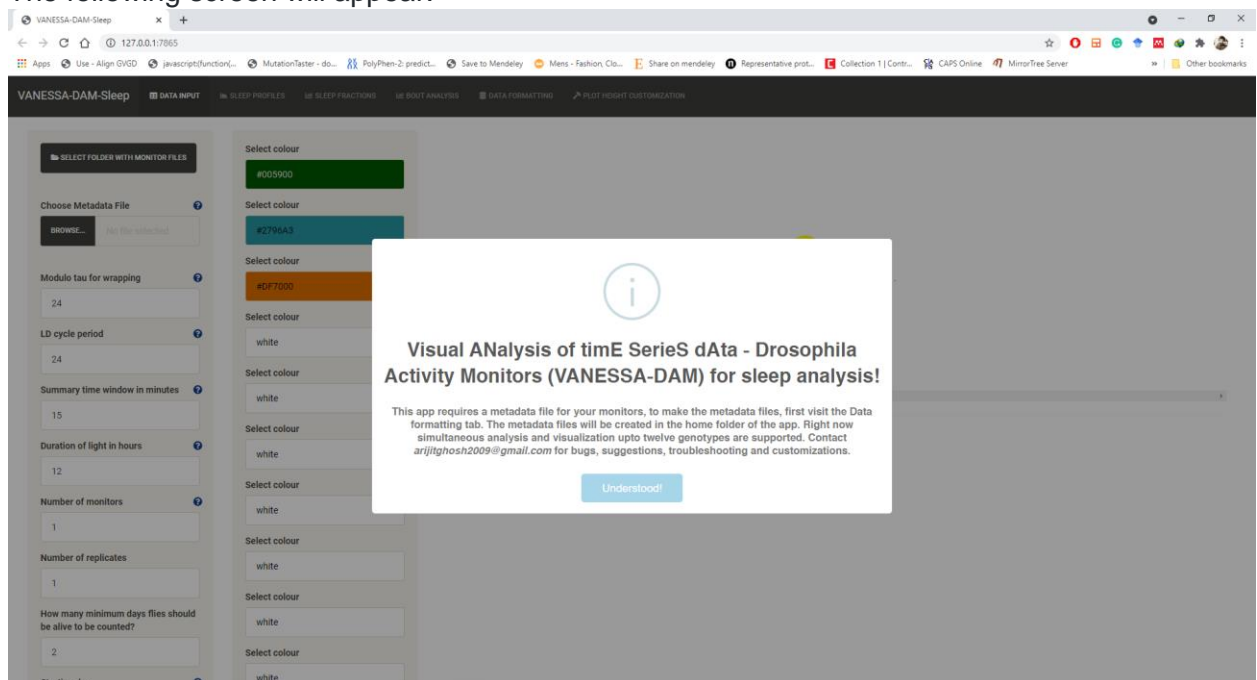 The following screen will appear.
VANESSA-DAM-Sleep
127.0.0.1:7865
Apps Use - Align GVGD javascript(function(... MutationTaster - do... PolyPhen-2: predict... Save to Mendeley Mens - Fashion, Clo... Share on mendeley Representative prot... Collection 1 | Contr... CAPS Online MirrorTree Server » Other bookmarks
VANESSA-DAM-Sleep DATA INPUT SLEEP PROFILES SLEEP FRACTIONS BOUT ANALYSIS DATA FORMATTING PLOT HEIGHT CUSTOMIZATION
SELECT FOLDER WITH MONITOR FILES
Choose Metadata File
BROWSE... No file selected
Modulo tau for wrapping
24
LD cycle period
24
Summary time window in minutes
15
Duration of light in hours
12
Number of monitors
1
Number of replicates
1
How many minimum days flies should
be alive to be counted?
2
Select colour
#005900
Select colour
#2796A3
Select colour
#DF7000
Select colour
white
Select colour
white
Select colour
white
Select colour
white
Select colour
white
Select colour
white
Select colour
white
Visual ANalysis of timE SerieS dAta - Drosophila
Activity Monitors (VANESSA-DAM) for sleep analysis!
This app requires a metadata file for your monitors, to make the metadata files, first visit the Data
formatting tab. The metadata files will be created in the home folder of the app. Right now
simultaneous analysis and visualization upto twelve genotypes are supported. Contact
arijitghosh2009@gmail.com for bugs, suggestions, troubleshooting and customizations.
Understood!